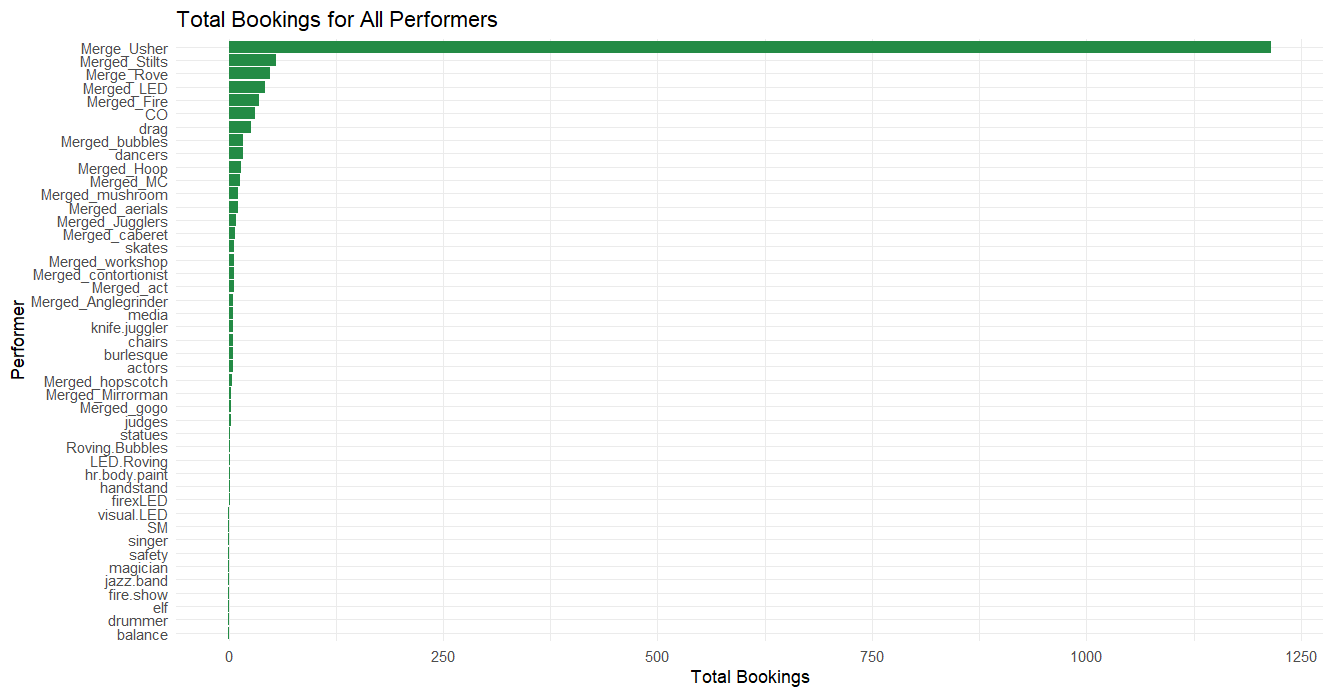 Total Bookings for All Performers
Merge_Usher
Merged_Stilts
Merge_Rove
Merged_LED
Merged_Fire
CO
drag
Merged_bubbles
dancers
Merged_Hoop
Merged_MC
Merged_mushroom
Merged_aerials
Merged_Jugglers
Merged_caberet
skates
Merged_workshop
Merged_contortionist
Merged_act
Merged_Anglegrinder
media
knife.juggler
chairs
burlesque
actors
Merged_hopscotch
Merged_Mirrorman
Merged_gogo
judges
statues
Roving.Bubbles
LED.Roving
hr.body.paint
handstand
firexLED
visual.LED
SM
singer
safety
magician
jazz.band
fire.show
elf
drummer
balance
Performer
0 250 500 750 1000 1250
Total Bookings